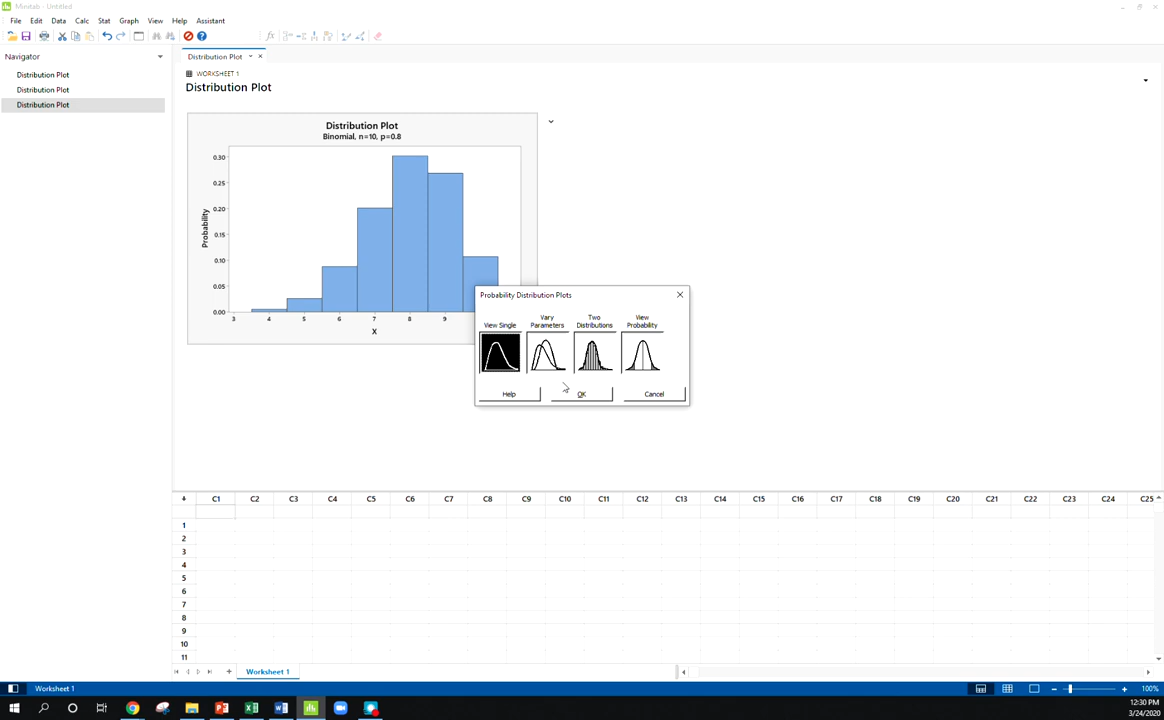 Minitab - Untitled
File Edit Data Calc Stat Graph View Help Assistant
Navigator
Distribution Plot
Distribution Plot
Distribution Plot
Distribution Plot
WORKSHEET 1
Distribution Plot
Distribution Plot
Binomial, n=10, p=0.8
0.30
0.25
0.20
0.15
0.10
0.05
0.00
Probability
3 4 5 6 7 8 9
X
Probability Distribution Plots
View Single
Vary Parameters
Two Distributions
View Probability
Help OK Cancel
C1 C2 C3 C4 C5 C6 C7 C8 C9 C10 C11 C12 C13 C14 C15 C16 C17 C18 C19 C20 C21 C22 C23 C24 C25
1
2
3
4
5
6
7
8
9
10
11
Worksheet 1
Worksheet 1
100%
12:30 PM
3/24/2020